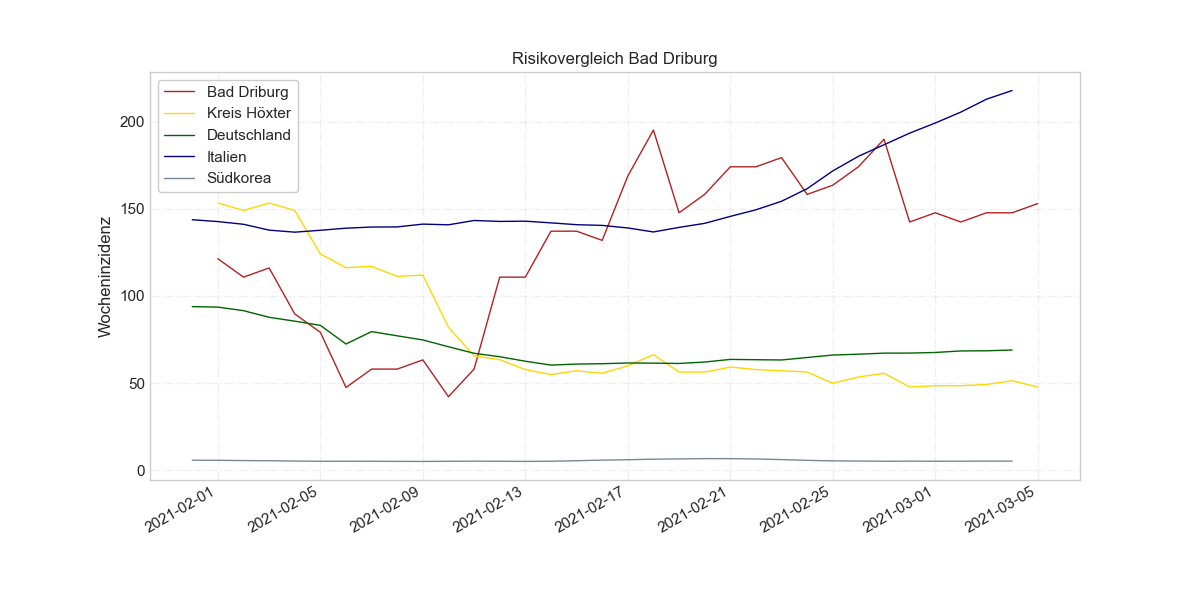 Risikovergleich Bad Driburg
Bad Driburg
Kreis Höxter
Deutschland
Italien
Südkorea
Wocheninzidenz
200
150
100
50
0
2021-02-01
2021-02-05
2021-02-09
2021-02-13
2021-02-17
2021-02-21
2021-02-25
2021-03-01
2021-03-05